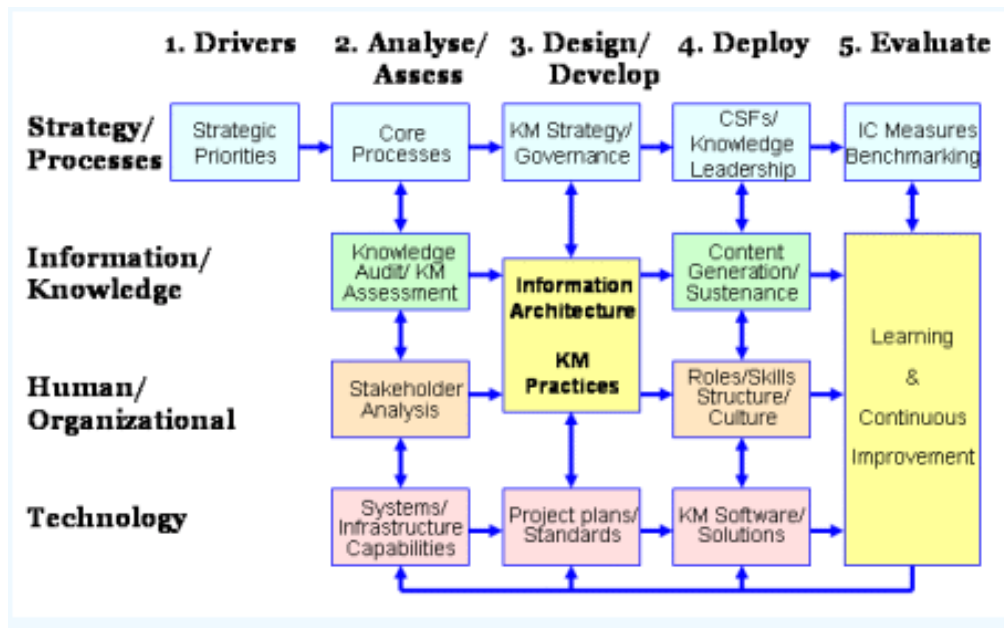 1. Drivers
2. Analyse/
Assess
3. Design/
Develop
4. Deploy
5. Evaluate
Strategy/
Processes
Strategic
Priorities
Core
Processes
KM Strategy/
Governance
CSFs/
Knowledge
Leadership
IC Measures
Benchmarking
Information/
Knowledge
Knowledge
Audit/ KM
Assessment
Information
Architecture
KM
Practices
Content
Generation/
Sustenance
Learning
&
Continuous
Improvement
Human/
Organizational
Stakeholder
Analysis
Roles/Skills
Structure/
Culture
Technology
Systems/
Infrastructure
Capabilities
Project plans/
Standards
KM Software/
Solutions